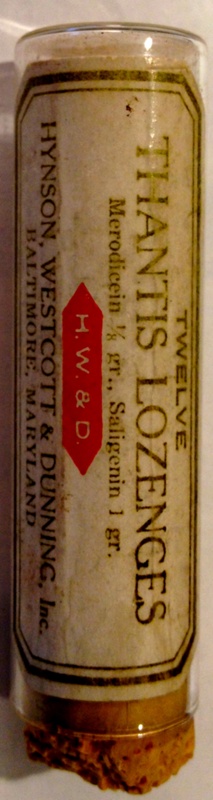 TWELVE
THANTIS LOZENGES
Merodicein ⅛ gr., Saligenin 1 gr.
H. W. & D.
HYNSON, WESTCOTT & DUNNING, Inc.
BALTIMORE, MARYLAND